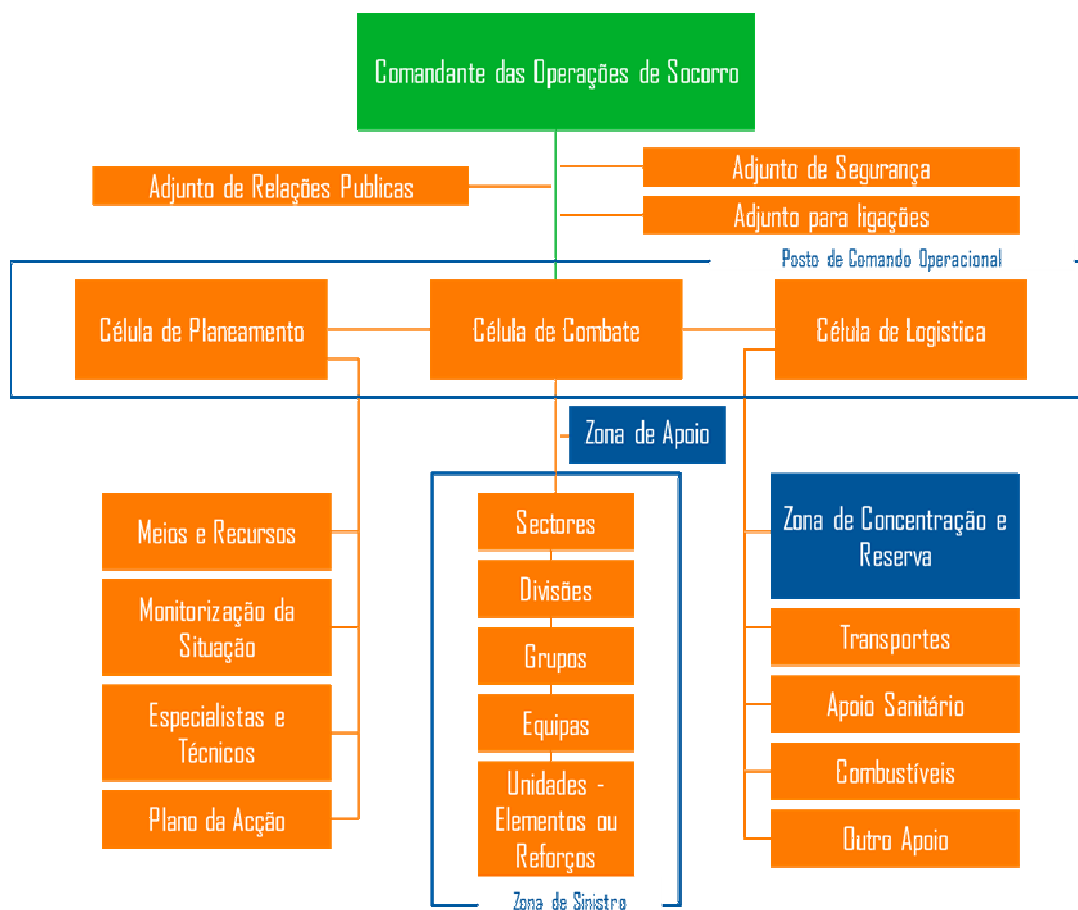 Comandante das Operações de Socorro
Adjunto de Relações Publicas
Adjunto de Segurança
Adjunto para ligações
Posto de Comando Operacional
Célula de Planeamento
Célula de Combate
Célula de Logistica
Zona de Apoio
Meios e Recursos
Monitorização da
Situação
Especialistas e
Técnicos
Plano da Acção
Sectores
Divisões
Grupos
Equipas
Unidades -
Elementos ou
Reforços
Zona de Sinistro
Zona de Concentração e
Reserva
Transportes
Apoio Sanitário
Combustíveis
Outro Apoio